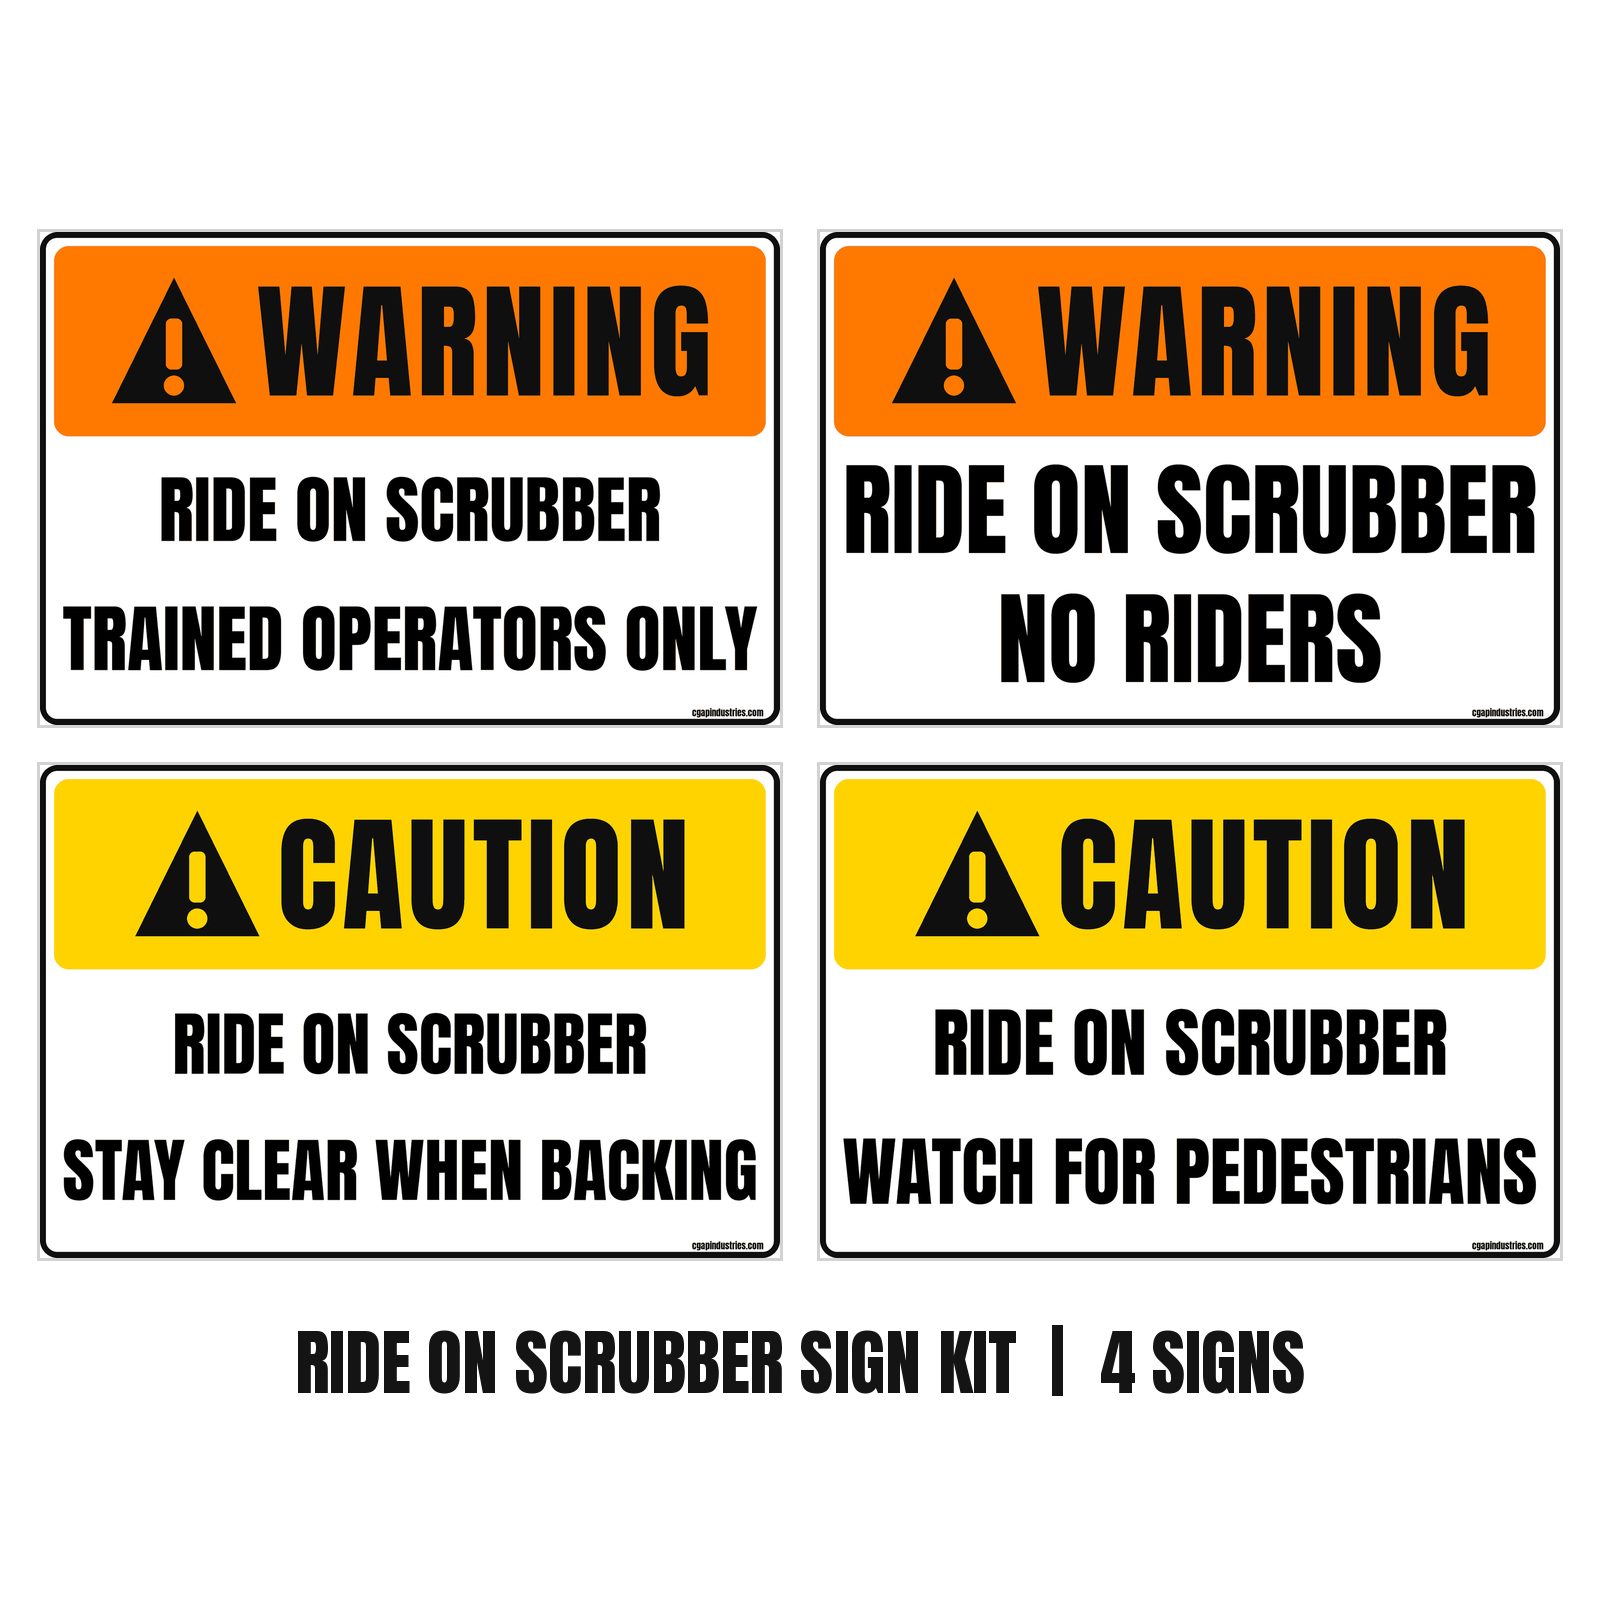 WARNING
RIDE ON SCRUBBER
TRAINED OPERATORS ONLY
cgapindustries.com
WARNING
RIDE ON SCRUBBER
NO RIDERS
cgapindustries.com
CAUTION
RIDE ON SCRUBBER
STAY CLEAR WHEN BACKING
cgapindustries.com
CAUTION
RIDE ON SCRUBBER
WATCH FOR PEDESTRIANS
cgapindustries.com
RIDE ON SCRUBBER SIGN KIT | 4 SIGNS